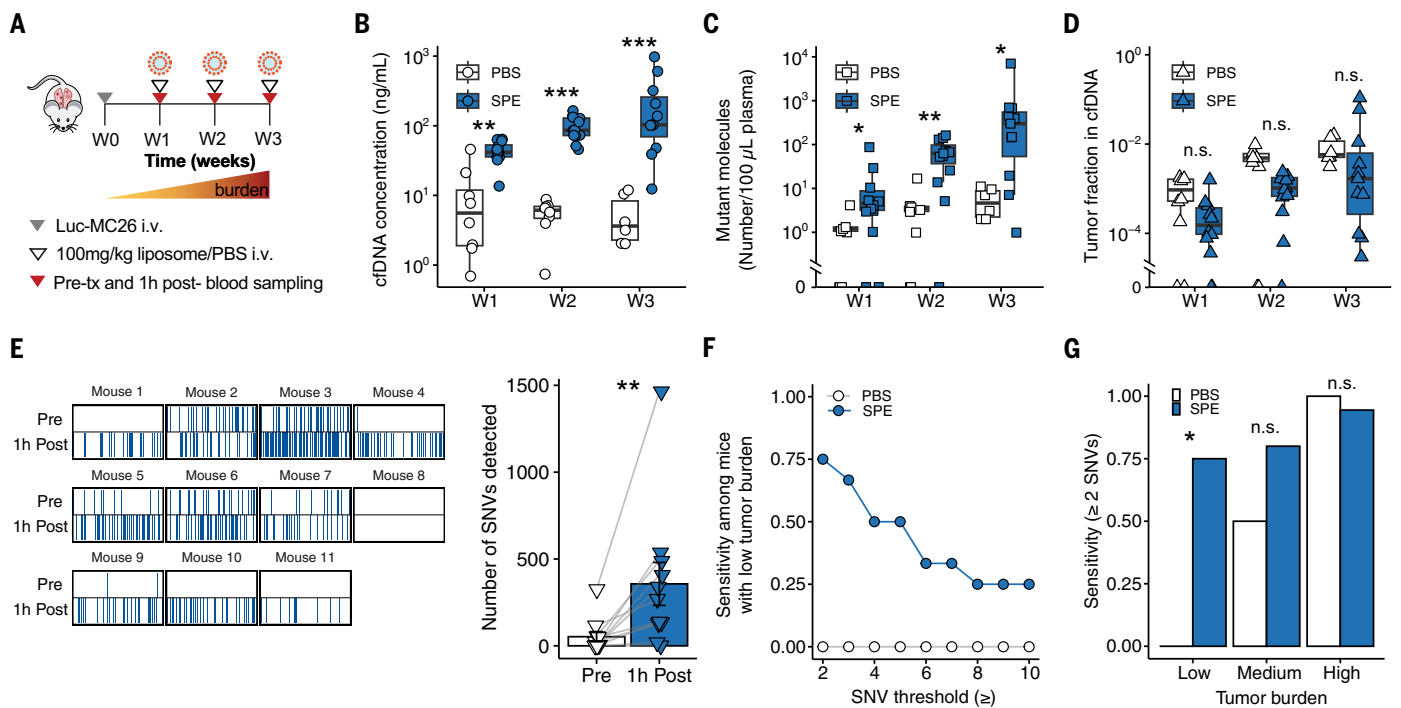 A
W0
W1
W2
W3
Time (weeks)
burden
Luc-MC26 i.v.
100mg/kg liposome/PBS i.v.
Pre-tx and 1h post- blood sampling
B
cfDNA concentration (ng/mL)
10³
10²
10¹
10⁰
PBS
SPE
**
***
***
W1
W2
W3
C
Mutant molecules
(Number/100 µL plasma)
10⁴
10³
10²
10¹
10⁰
0
PBS
SPE
*
**
*
W1
W2
W3
D
Tumor fraction in cfDNA
10⁰
10⁻²
10⁻⁴
0
PBS
SPE
n.s.
n.s.
n.s.
W1
W2
W3
E
Mouse 1
Mouse 2
Mouse 3
Mouse 4
Pre
1h Post
Mouse 5
Mouse 6
Mouse 7
Mouse 8
Pre
1h Post
Mouse 9
Mouse 10
Mouse 11
Pre
1h Post
Number of SNVs detected
1500
1000
500
0
**
Pre
1h Post
F
Sensitivity among mice
with low tumor burden
1.00
0.75
0.50
0.25
0.00
PBS
SPE
2
4
6
8
10
SNV threshold (≥)
G
Sensitivity (≥ 2 SNVs)
1.00
0.75
0.50
0.25
0.00
PBS
SPE
*
n.s.
n.s.
Low
Medium
High
Tumor burden